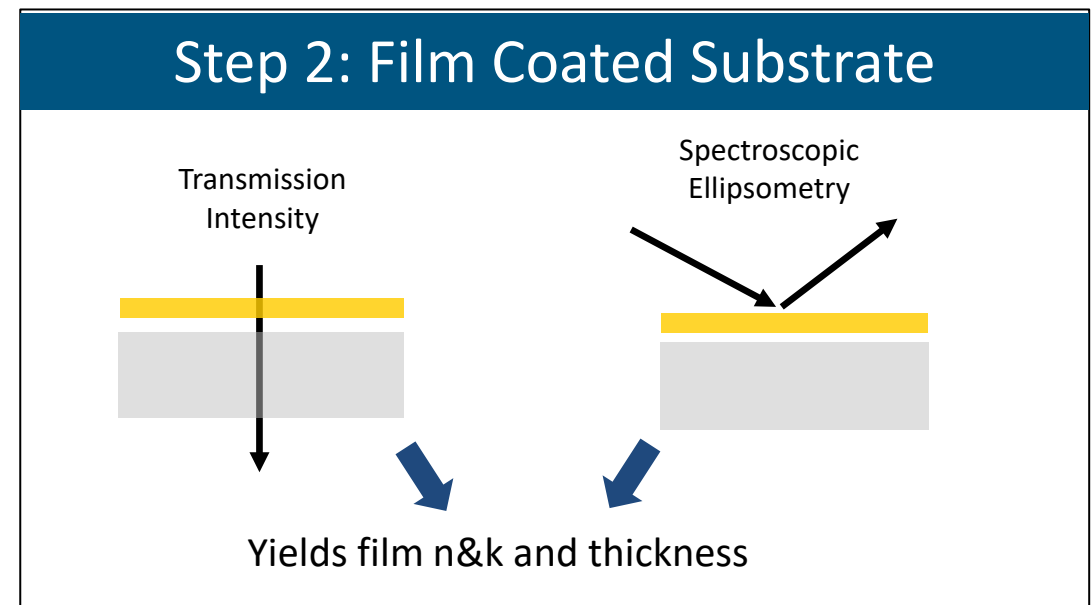 Step 2: Film Coated Substrate
Transmission
Intensity
Spectroscopic
Ellipsometry
Yields film n&k and thickness